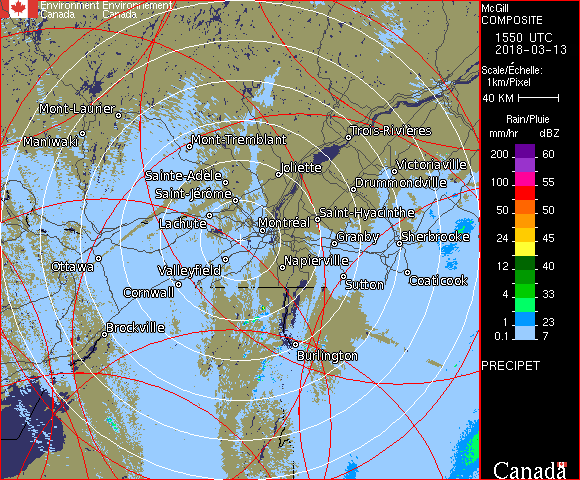 Environment Environnement
Canada Canada
McGill
COMPOSITE
1550 UTC
2018-03-13
Scale/Échelle:
1km/Pixel
40 KM
Rain/Pluie
mm/hr dBZ
200 60
100 55
50 50
24 45
12 40
4 33
1 23
0.1 7
PRECIPET
Canada
Mont-Laurier
Maniwaki
Mont-Tremblant
Trois-Rivières
Sainte-Adèle
Joliette
Victoriaville
Saint-Jérôme
Drummondville
Lachute
Montréal
Saint-Hyacinthe
Granby
Sherbrooke
Ottawa
Valleyfield
Napierville
Cornwall
Sutton
Coaticook
Brockville
Burlington